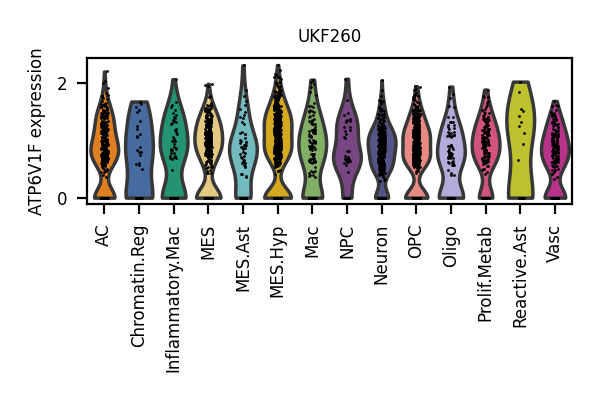 UKF260
ATP6V1F expression
2
0
AC
Chromatin.Reg
Inflammatory.Mac
MES
MES.Ast
MES.Hyp
Mac
NPC
Neuron
OPC
Oligo
Prolif.Metab
Reactive.Ast
Vasc